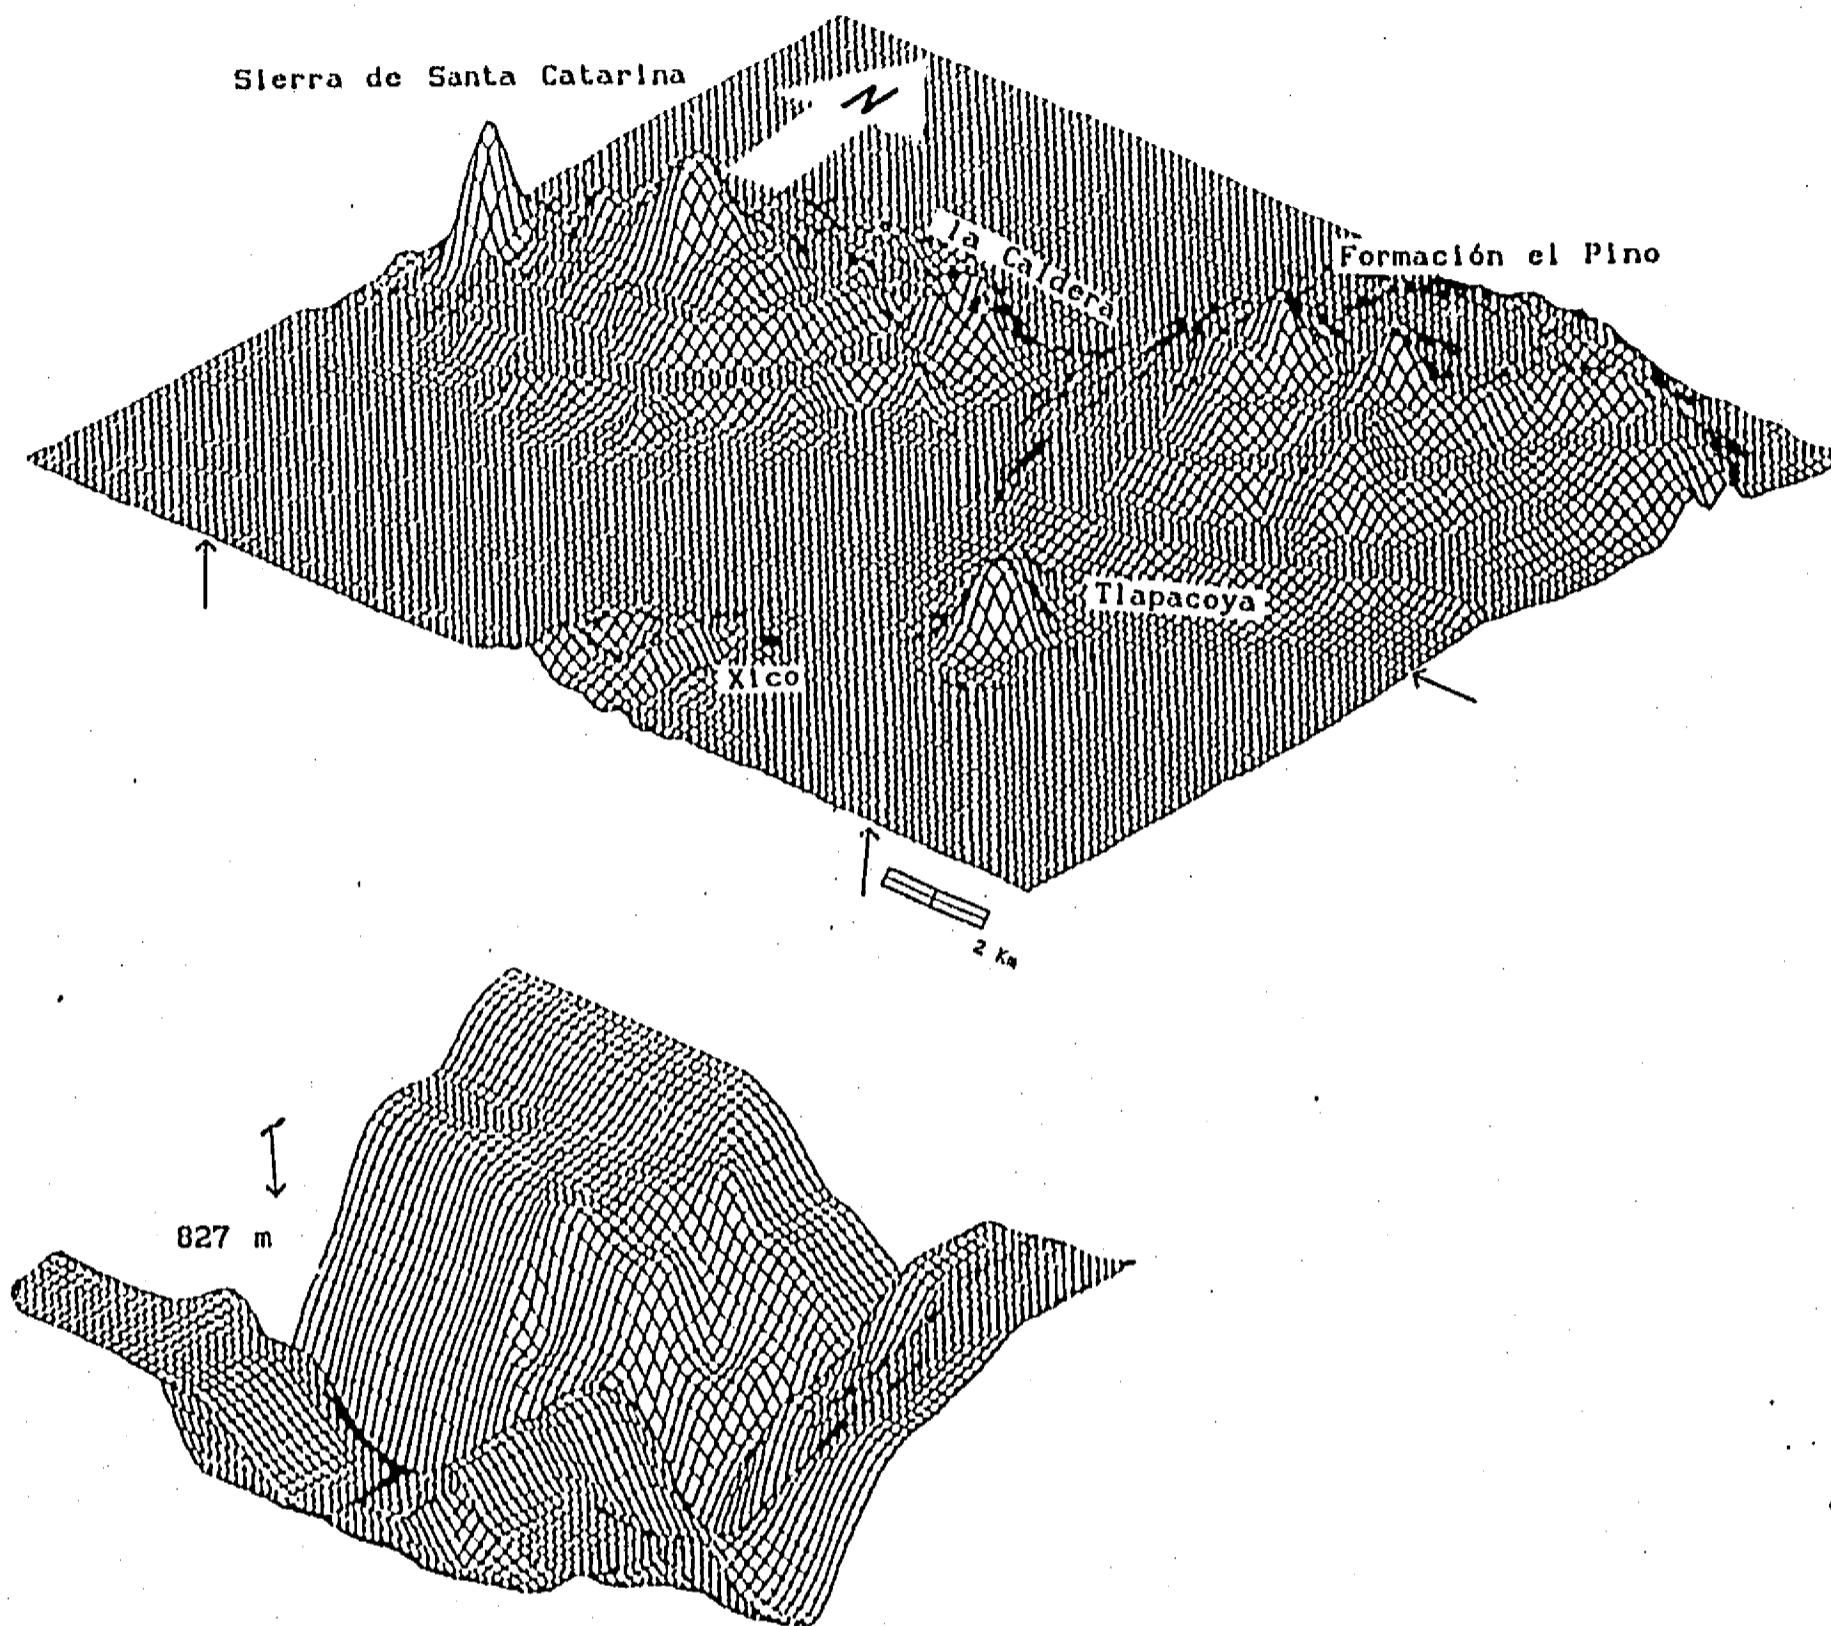 Sierra de Santa Catarina
N
la Caldera
Formación el Pino
Tlapacoya
Xico
2 Km
827 m